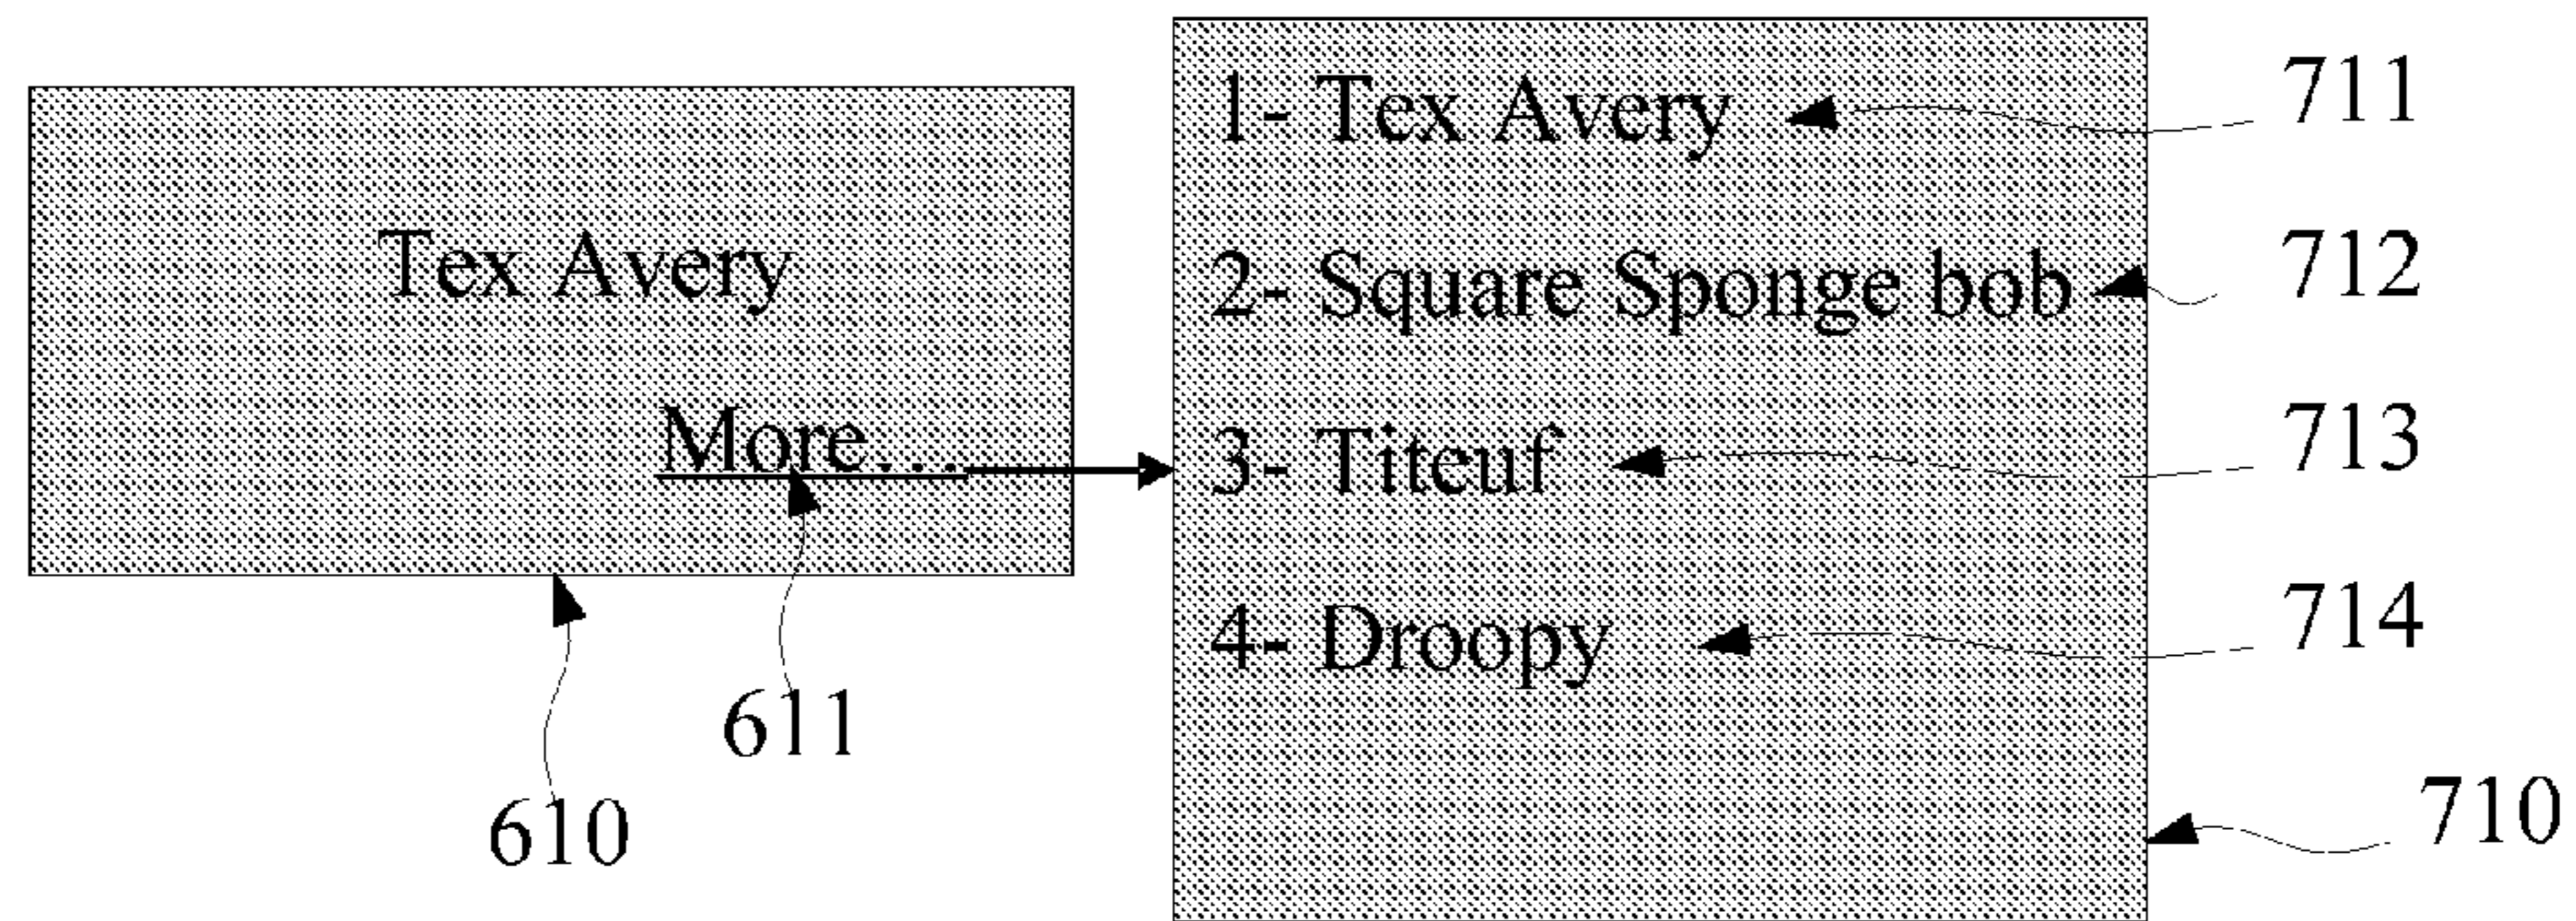 Tex Avery
More...
611
610
1- Tex Avery
711
2- Square Sponge bob
712
3- Titeuf
713
4- Droopy
714
710